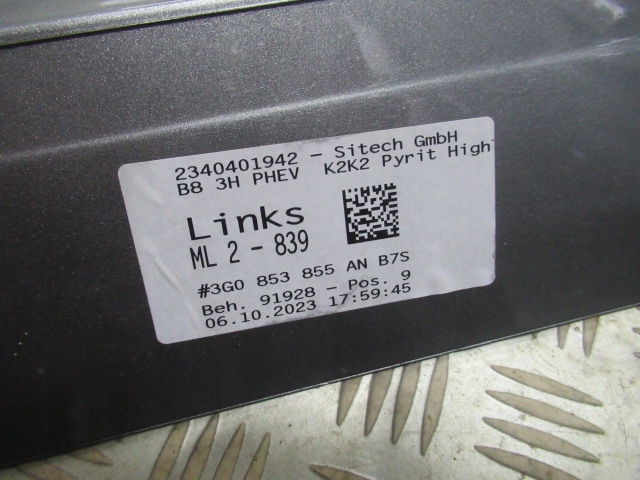 2340401942 - Sitech GmbH
B8 3H PHEV K2K2 Pyrit High
Links
ML 2 - 839
#3G0 853 855 AN B7S
Beh. 91928 - Pos. 9
06.10.2023 17:59:45